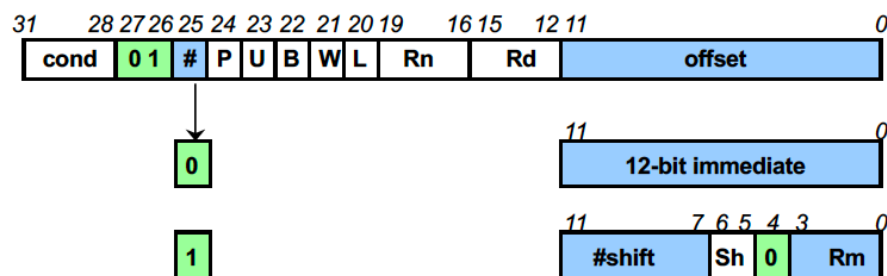 31 28 27 26 25 24 23 22 21 20 19 16 15 12 11 0
cond 0 1 # P U B W L Rn Rd offset
11 0
0 12-bit immediate
11 7 6 5 4 3 0
1 #shift Sh 0 Rm